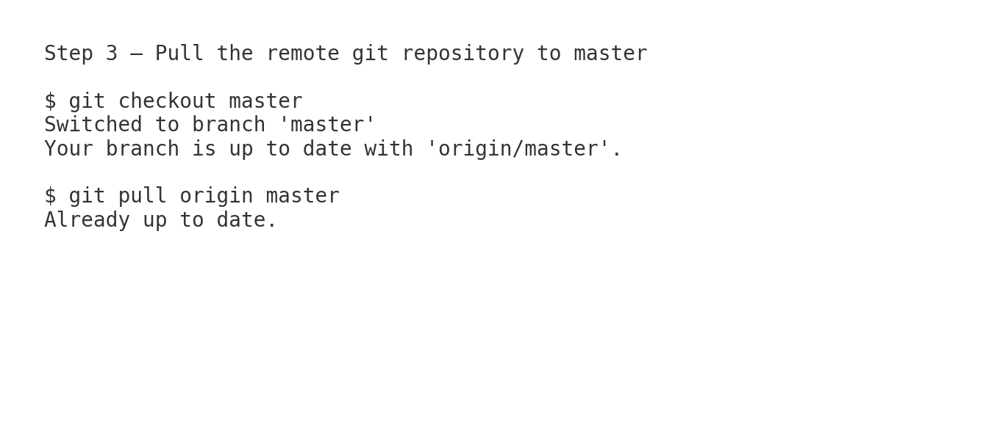 Step 3 – Pull the remote git repository to master
$ git checkout master
Switched to branch 'master'
Your branch is up to date with 'origin/master'.
$ git pull origin master
Already up to date.